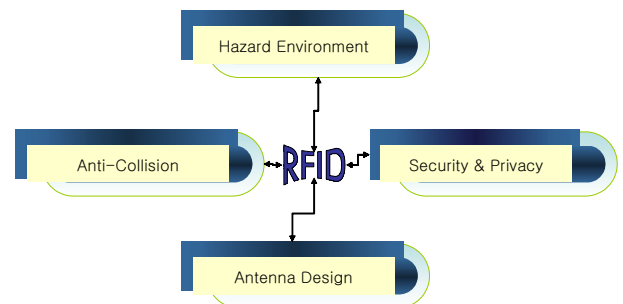 Hazard Environment
Anti-Collision
RFID
Security & Privacy
Antenna Design